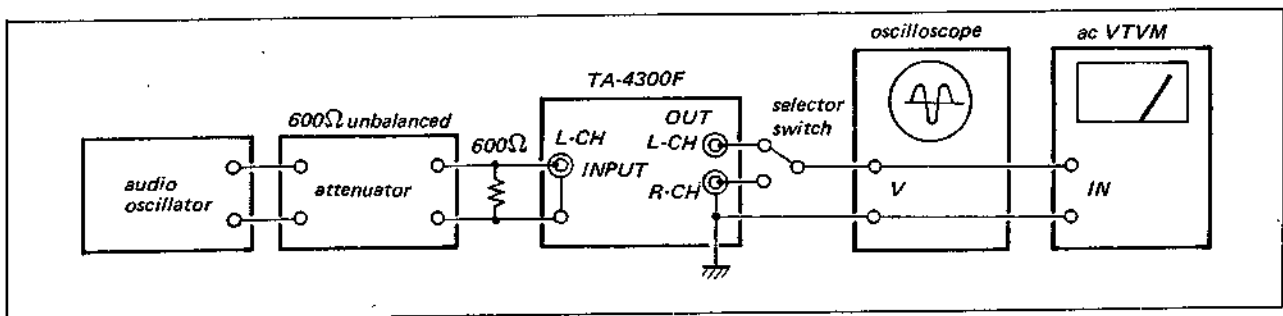 oscilloscope
ac VTVM
TA-4300F
OUT
selector
switch
600Ω unbalanced
600Ω
L-CH
L-CH
INPUT
R-CH
audio
oscillator
attenuator
V
IN